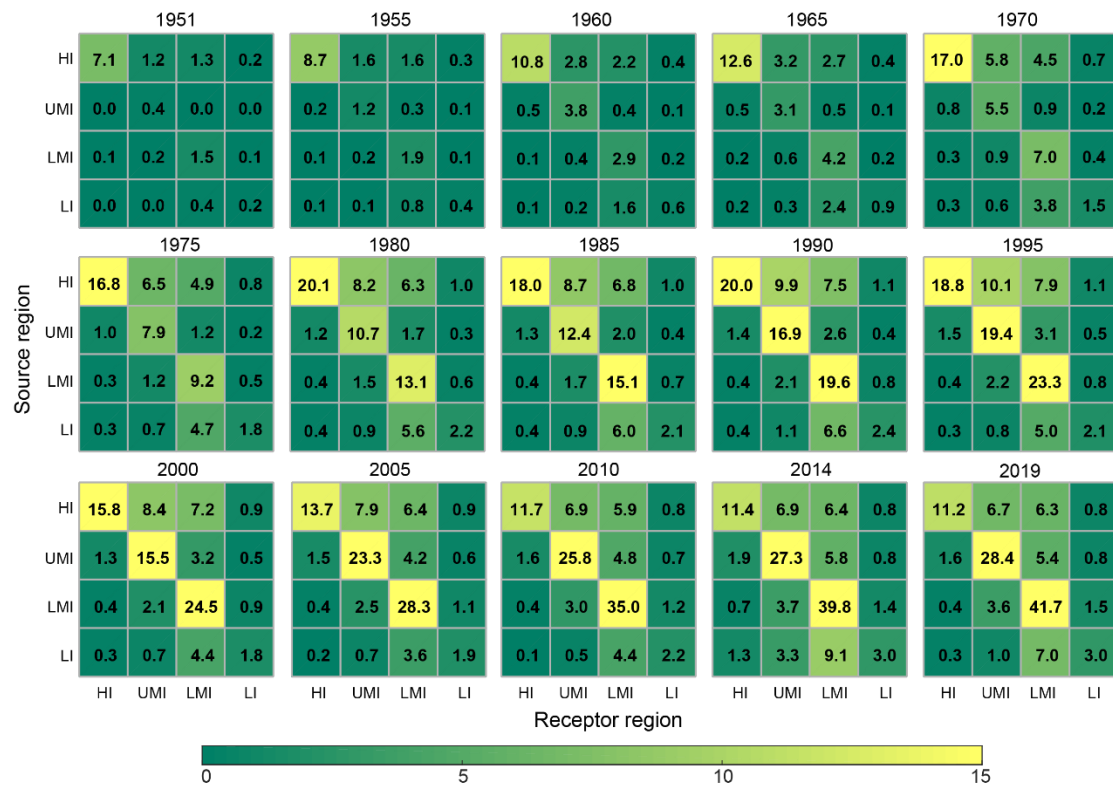 1951 1955 1960 1965 1970
HI 7.1 1.2 1.3 0.2 8.7 1.6 1.6 0.3 10.8 2.8 2.2 0.4 12.6 3.2 2.7 0.4 17.0 5.8 4.5 0.7
UMI 0.0 0.4 0.0 0.0 0.2 1.2 0.3 0.1 0.5 3.8 0.4 0.1 0.5 3.1 0.5 0.1 0.8 5.5 0.9 0.2
LMI 0.1 0.2 1.5 0.1 0.1 0.2 1.9 0.1 0.1 0.4 2.9 0.2 0.2 0.6 4.2 0.2 0.3 0.9 7.0 0.4
LI 0.0 0.0 0.4 0.2 0.1 0.1 0.8 0.4 0.1 0.2 1.6 0.6 0.2 0.3 2.4 0.9 0.3 0.6 3.8 1.5
1975 1980 1985 1990 1995
HI 16.8 6.5 4.9 0.8 20.1 8.2 6.3 1.0 18.0 8.7 6.8 1.0 20.0 9.9 7.5 1.1 18.8 10.1 7.9 1.1
UMI 1.0 7.9 1.2 0.2 1.2 10.7 1.7 0.3 1.3 12.4 2.0 0.4 1.4 16.9 2.6 0.4 1.5 19.4 3.1 0.5
LMI 0.3 1.2 9.2 0.5 0.4 1.5 13.1 0.6 0.4 1.7 15.1 0.7 0.4 2.1 19.6 0.8 0.4 2.2 23.3 0.8
LI 0.3 0.7 4.7 1.8 0.4 0.9 5.6 2.2 0.4 0.9 6.0 2.1 0.4 1.1 6.6 2.4 0.3 0.8 5.0 2.1
Source region
2000 2005 2010 2014 2019
HI 15.8 8.4 7.2 0.9 13.7 7.9 6.4 0.9 11.7 6.9 5.9 0.8 11.4 6.9 6.4 0.8 11.2 6.7 6.3 0.8
UMI 1.3 15.5 3.2 0.5 1.5 23.3 4.2 0.6 1.6 25.8 4.8 0.7 1.9 27.3 5.8 0.8 1.6 28.4 5.4 0.8
LMI 0.4 2.1 24.5 0.9 0.4 2.5 28.3 1.1 0.4 3.0 35.0 1.2 0.7 3.7 39.8 1.4 0.4 3.6 41.7 1.5
LI 0.3 0.7 4.4 1.8 0.2 0.7 3.6 1.9 0.1 0.5 4.4 2.2 1.3 3.3 9.1 3.0 0.3 1.0 7.0 3.0
HI UMI LMI LI HI UMI LMI LI HI UMI LMI LI HI UMI LMI LI HI UMI LMI LI
Receptor region
0 5 10 15